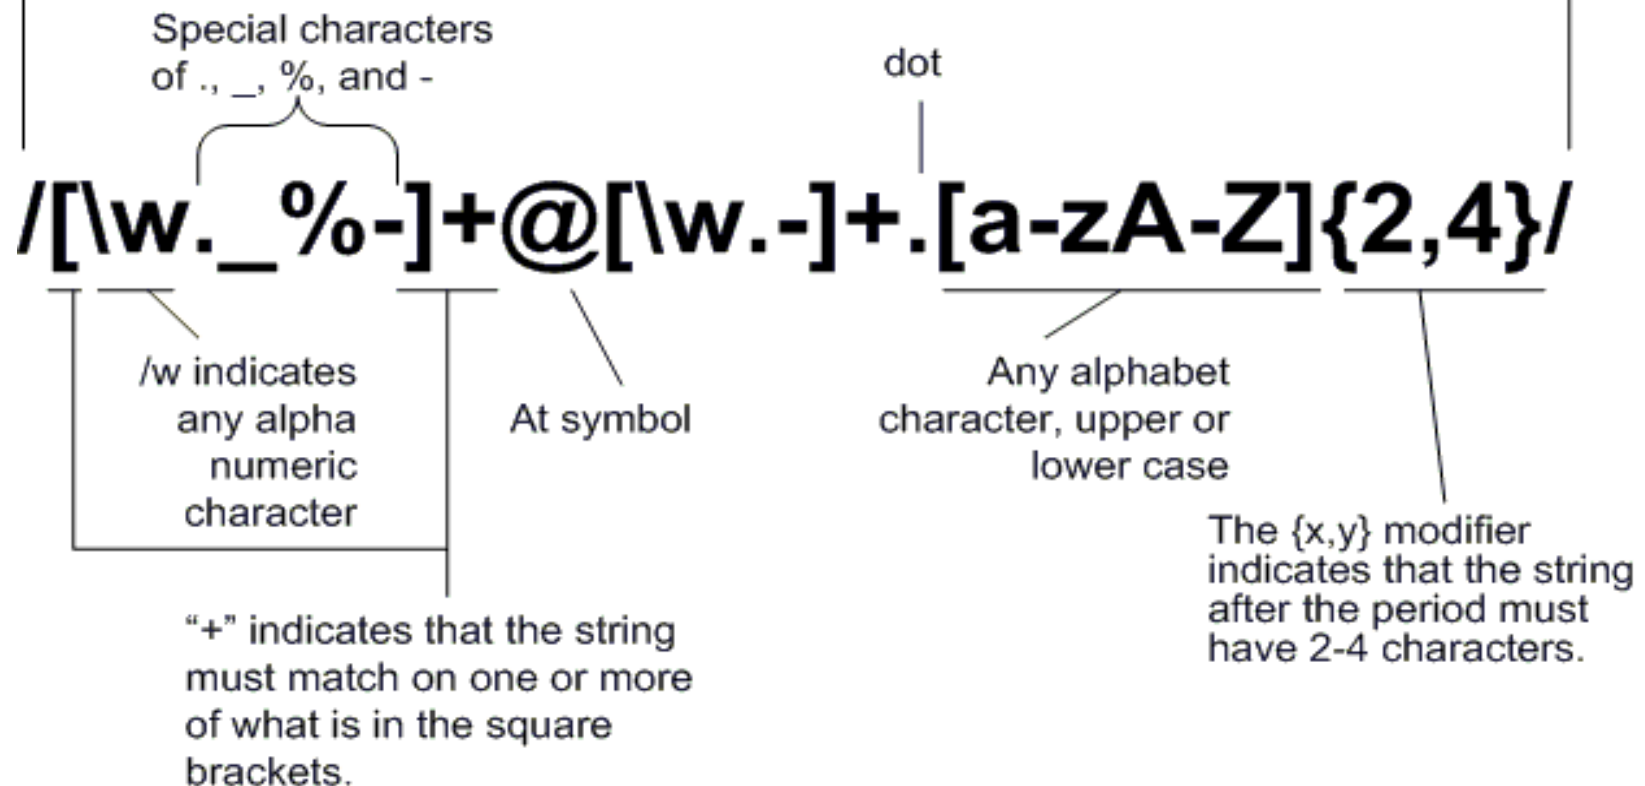 Special characters
of ., _, %, and -
dot
/[\w._%-]+@[\w.-]+.[a-zA-Z]{2,4}/
/w indicates
any alpha
numeric
character
At symbol
Any alphabet
character, upper or
lower case
The {x,y} modifier
indicates that the string
after the period must
have 2-4 characters.
“+” indicates that the string
must match on one or more
of what is in the square
brackets.